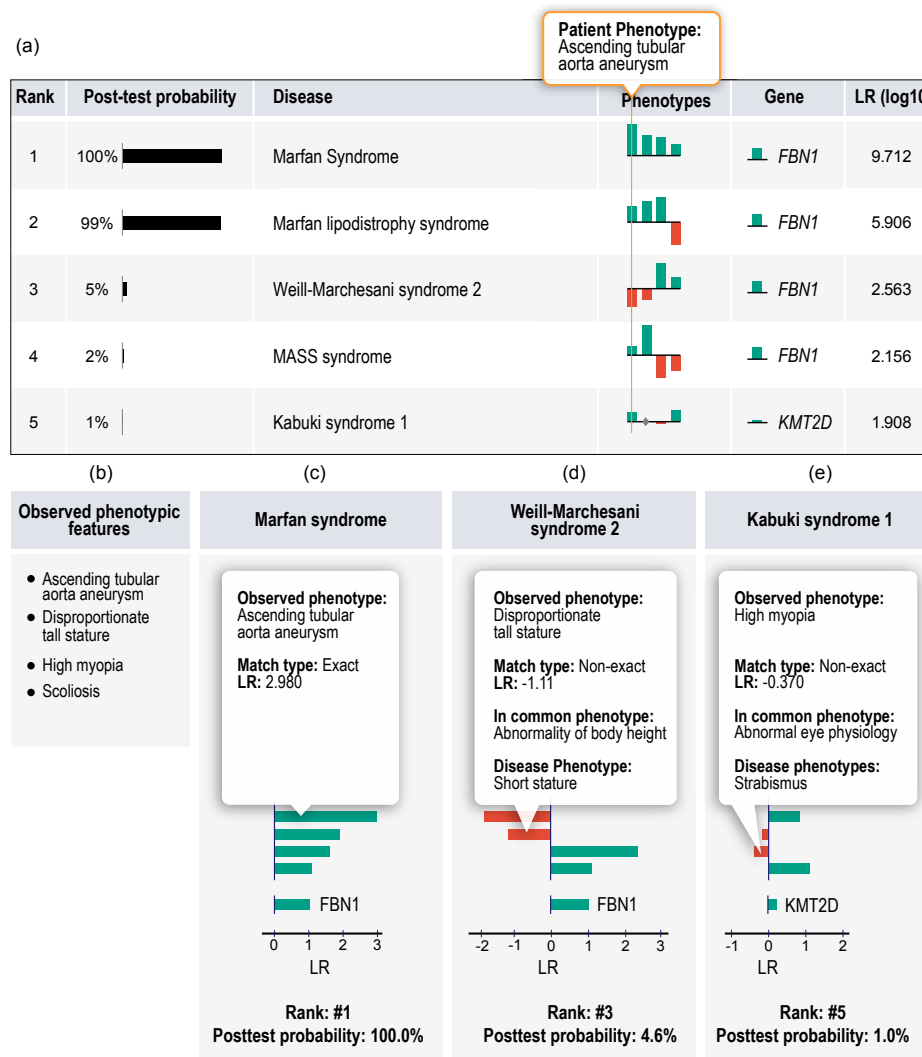 (a)
Patient Phenotype:
Ascending tubular
aorta aneurysm
Rank Post-test probability Disease Phenotypes Gene LR (log10
1 100% Marfan Syndrome FBN1 9.712
2 99% Marfan lipodistrophy syndrome FBN1 5.906
3 5% Weill-Marchesani syndrome 2 FBN1 2.563
4 2% MASS syndrome FBN1 2.156
5 1% Kabuki syndrome 1 KMT2D 1.908
(b) (c) (d) (e)
Observed phenotypic
features
● Ascending tubular
aorta aneurysm
● Disproportionate
tall stature
● High myopia
● Scoliosis
Marfan syndrome
Observed phenotype:
Ascending tubular
aorta aneurysm
Match type: Exact
LR: 2.980
FBN1
0 1 2 3
LR
Rank: #1
Posttest probability: 100.0%
Weill-Marchesani
syndrome 2
Observed phenotype:
Disproportionate
tall stature
Match type: Non-exact
LR: -1.11
In common phenotype:
Abnormality of body height
Disease Phenotype:
Short stature
FBN1
-2 -1 0 1 2 3
LR
Rank: #3
Posttest probability: 4.6%
Kabuki syndrome 1
Observed phenotype:
High myopia
Match type: Non-exact
LR: -0.370
In common phenotype:
Abnormal eye physiology
Disease phenotypes:
Strabismus
KMT2D
-1 0 1 2
LR
Rank: #5
Posttest probability: 1.0%